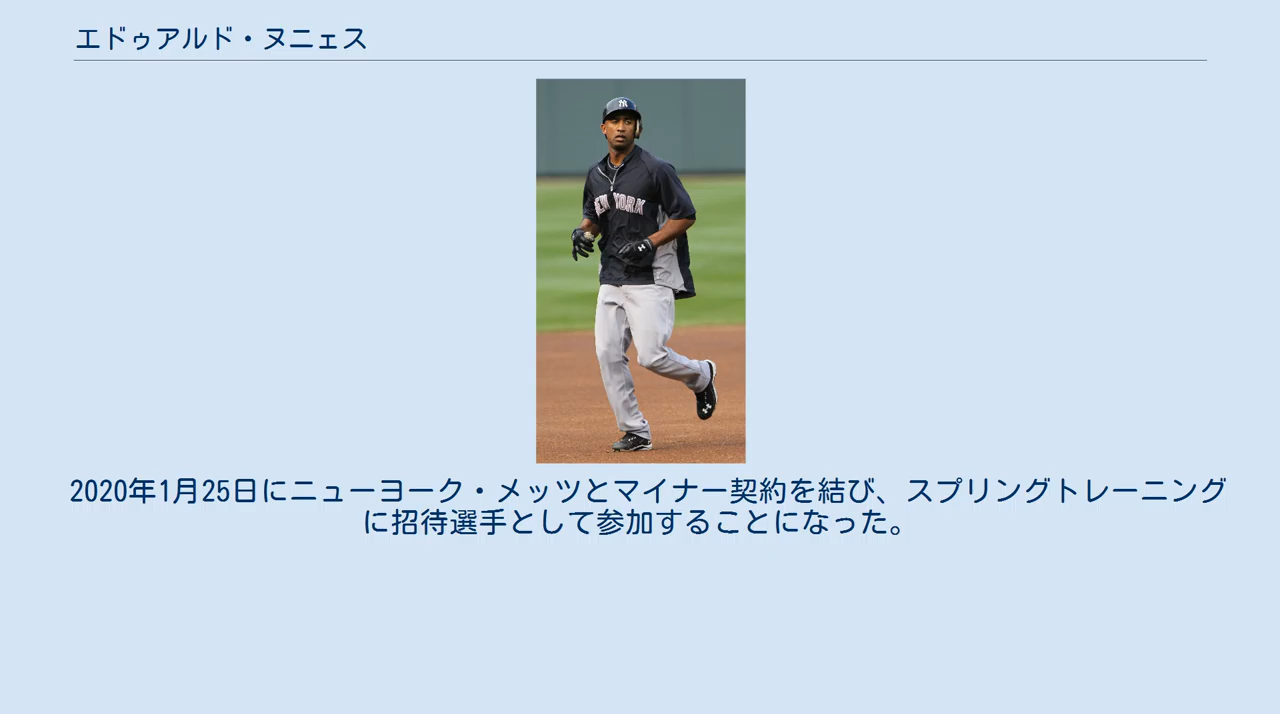 エドゥアルド・ヌニェス
NEW YORK
2020年1月25日にニューヨーク・メッツとマイナー契約を結び、スプリングトレーニング
に招待選手として参加することになった。